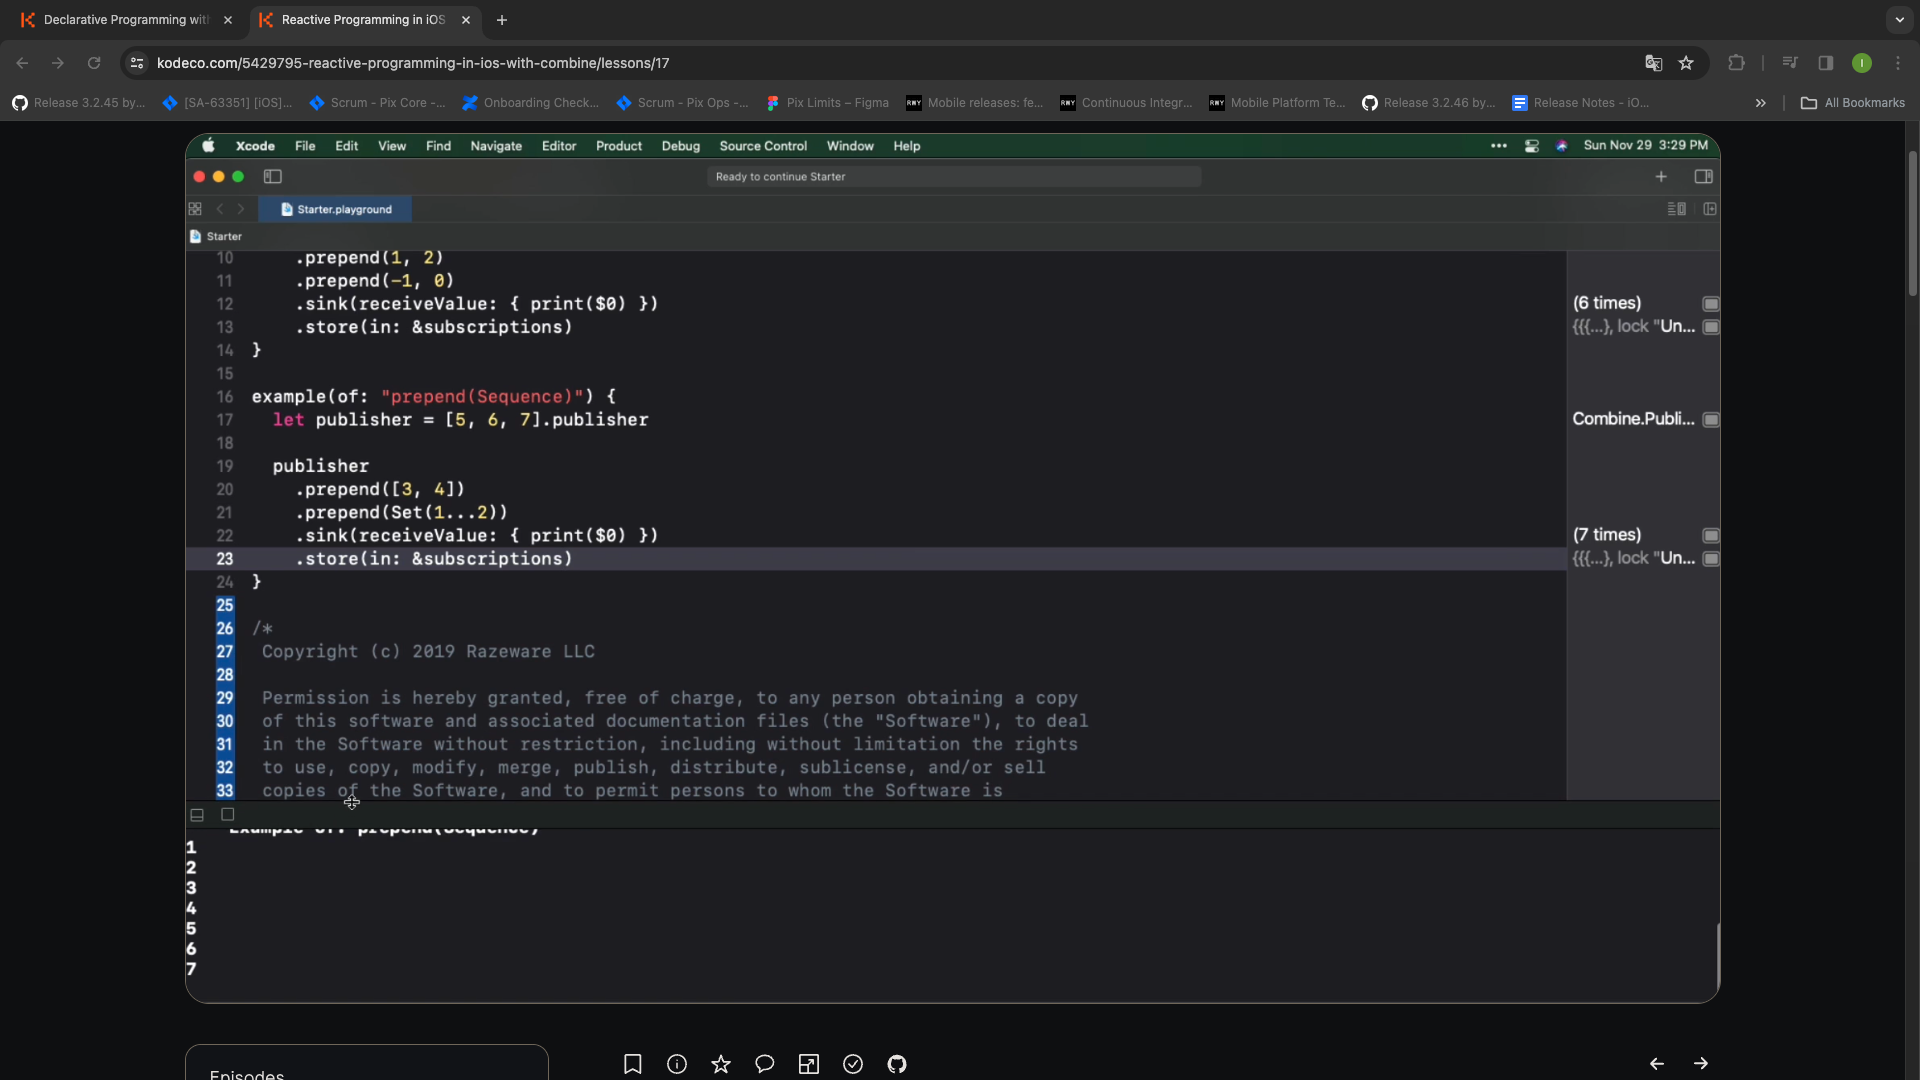 Declarative Programming with
Reactive Programming in iOS
kodeco.com/5429795-reactive-programming-in-ios-with-combine/lessons/17
I
Release 3.2.45 by...
[SA-63351] [iOS]...
Scrum - Pix Core -...
Onboarding Check...
Scrum - Pix Ops -...
Pix Limits – Figma
Mobile releases: fe...
Continuous Integr...
Mobile Platform Te...
Release 3.2.46 by...
Release Notes - iO...
All Bookmarks
Xcode File Edit View Find Navigate Editor Product Debug Source Control Window Help
Sun Nov 29 3:29 PM
Ready to continue Starter
Starter.playground
Starter
10 .prepend(1, 2)
11 .prepend(-1, 0)
12 .sink(receiveValue: { print($0) }) (6 times)
13 .store(in: &subscriptions) {{{...}, lock "Un...
14 }
15
16 example(of: "prepend(Sequence)") {
17 let publisher = [5, 6, 7].publisher Combine.Publi...
18
19 publisher
20 .prepend([3, 4])
21 .prepend(Set(1...2))
22 .sink(receiveValue: { print($0) }) (7 times)
23 .store(in: &subscriptions) {{{...}, lock "Un...
24 }
25
26 /*
27 Copyright (c) 2019 Razeware LLC
28
29 Permission is hereby granted, free of charge, to any person obtaining a copy
30 of this software and associated documentation files (the "Software"), to deal
31 in the Software without restriction, including without limitation the rights
32 to use, copy, modify, merge, publish, distribute, sublicense, and/or sell
33 copies of the Software, and to permit persons to whom the Software is
Example of: prepend(Sequence)
1
2
3
4
5
6
7
Episodes